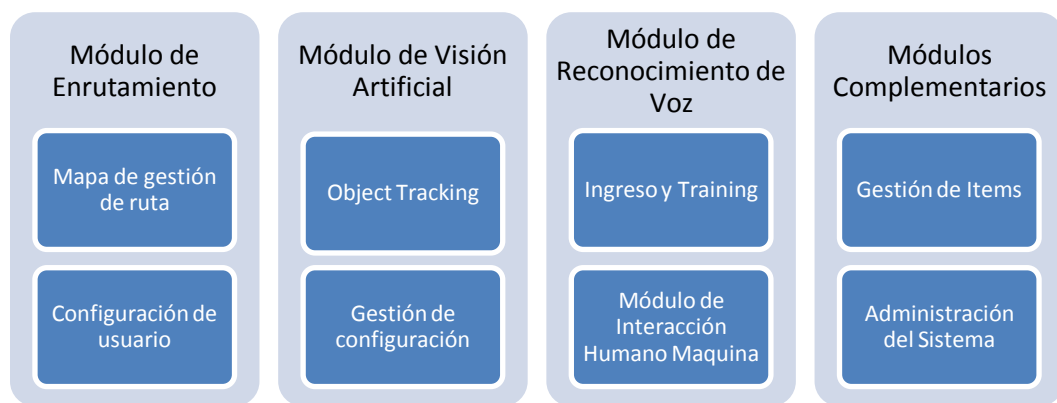 Módulo de
Enrutamiento
Mapa de gestión
de ruta
Configuración de
usuario
Módulo de Visión
Artificial
Object Tracking
Gestión de
configuración
Módulo de
Reconocimiento de
Voz
Ingreso y Training
Módulo de
Interacción
Humano Maquina
Módulos
Complementarios
Gestión de Items
Administración
del Sistema